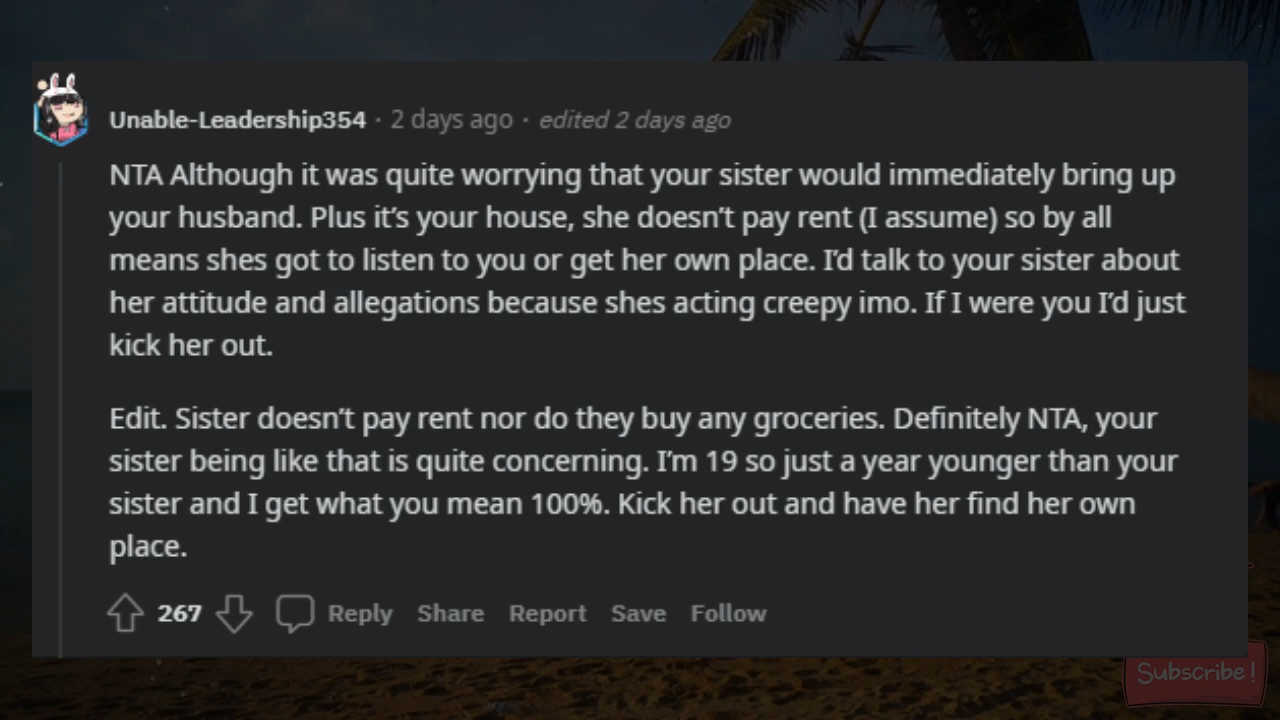 Unable-Leadership354 · 2 days ago · edited 2 days ago
NTA Although it was quite worrying that your sister would immediately bring up
your husband. Plus it’s your house, she doesn’t pay rent (I assume) so by all
means shes got to listen to you or get her own place. I’d talk to your sister about
her attitude and allegations because shes acting creepy imo. If I were you I’d just
kick her out.
Edit. Sister doesn’t pay rent nor do they buy any groceries. Definitely NTA, your
sister being like that is quite concerning. I’m 19 so just a year younger than your
sister and I get what you mean 100%. Kick her out and have her find her own
place.
267 Reply Share Report Save Follow
Subscribe!